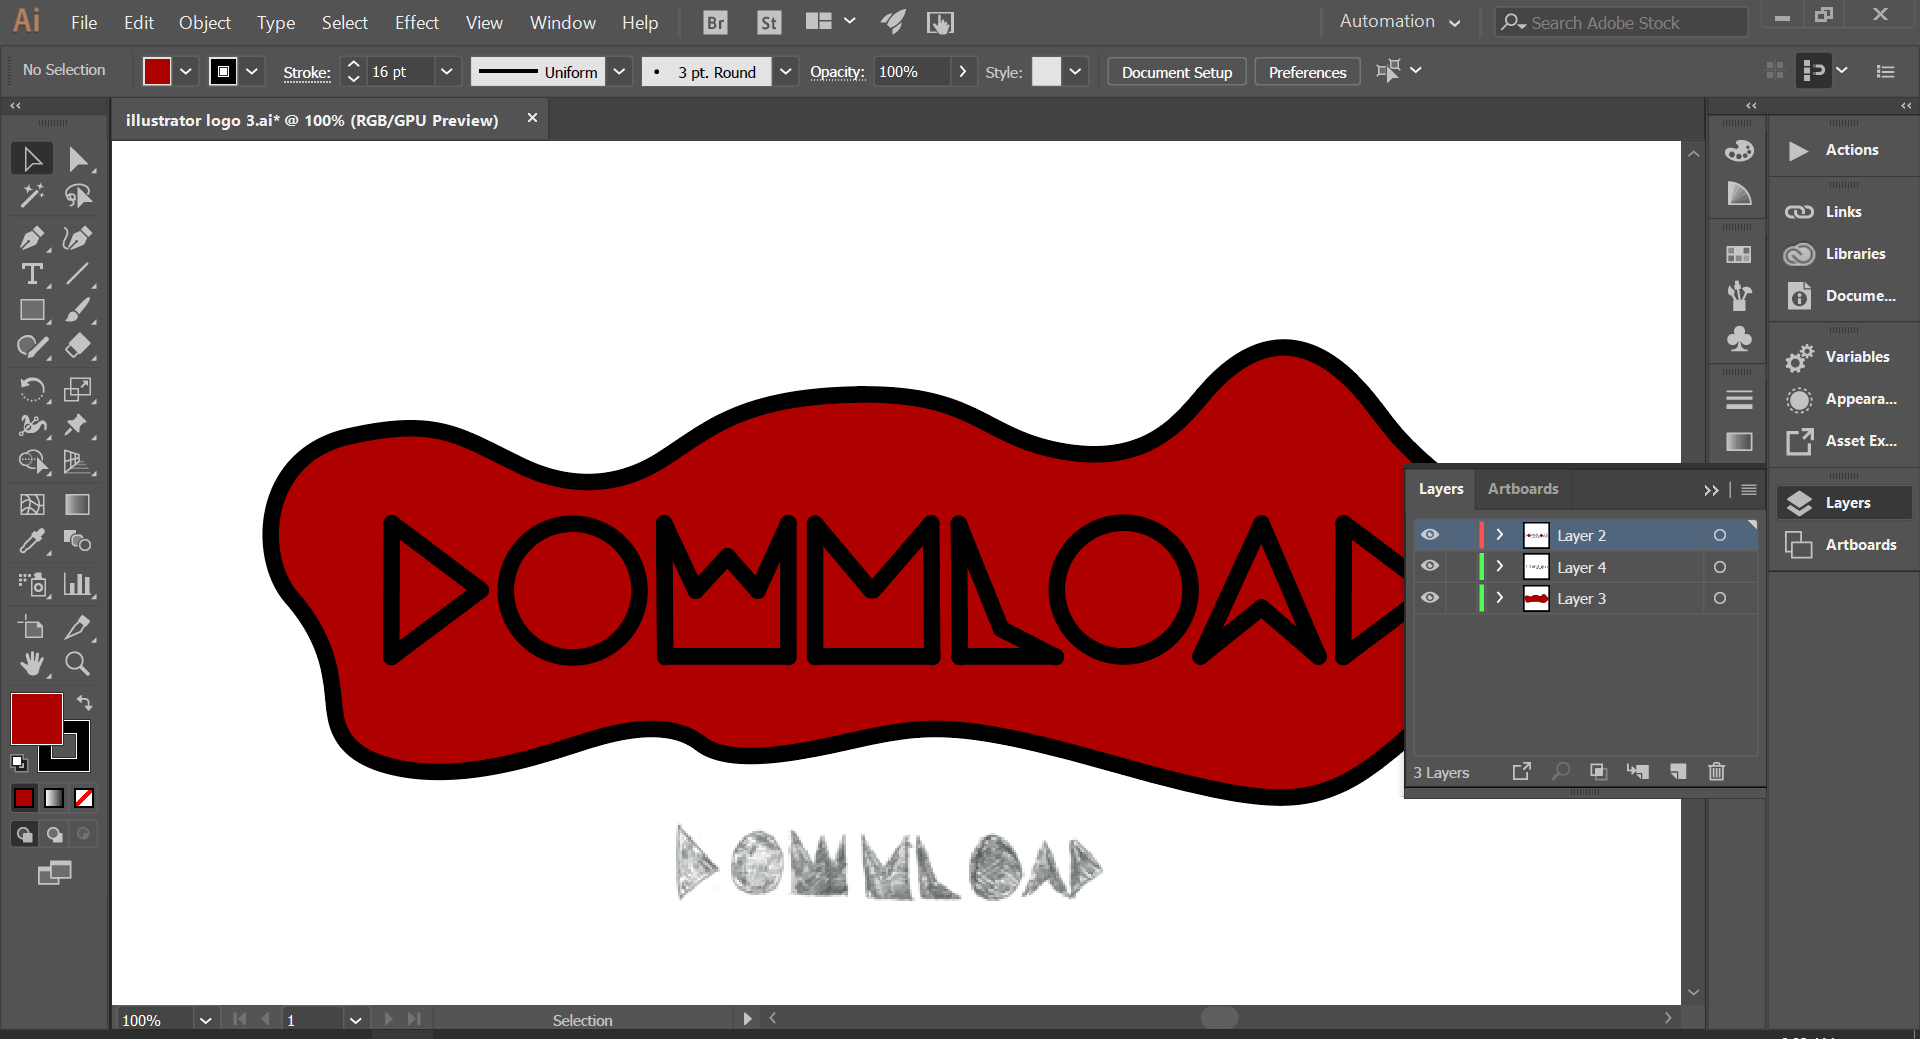 Ai File Edit Object Type Select Effect View Window Help Br St Automation Search Adobe Stock
No Selection Stroke: 16 pt Uniform 3 pt. Round Opacity: 100% Style: Document Setup Preferences
illustrator logo 3.ai* @ 100% (RGB/GPU Preview)
Actions
Links
Libraries
Docume...
Variables
Appeara...
Asset Ex...
Layers
Artboards
DOWMLOAD
Layers Artboards
Layer 2
Layer 4
Layer 3
3 Layers
DOWMLOAD
100% 1 Selection